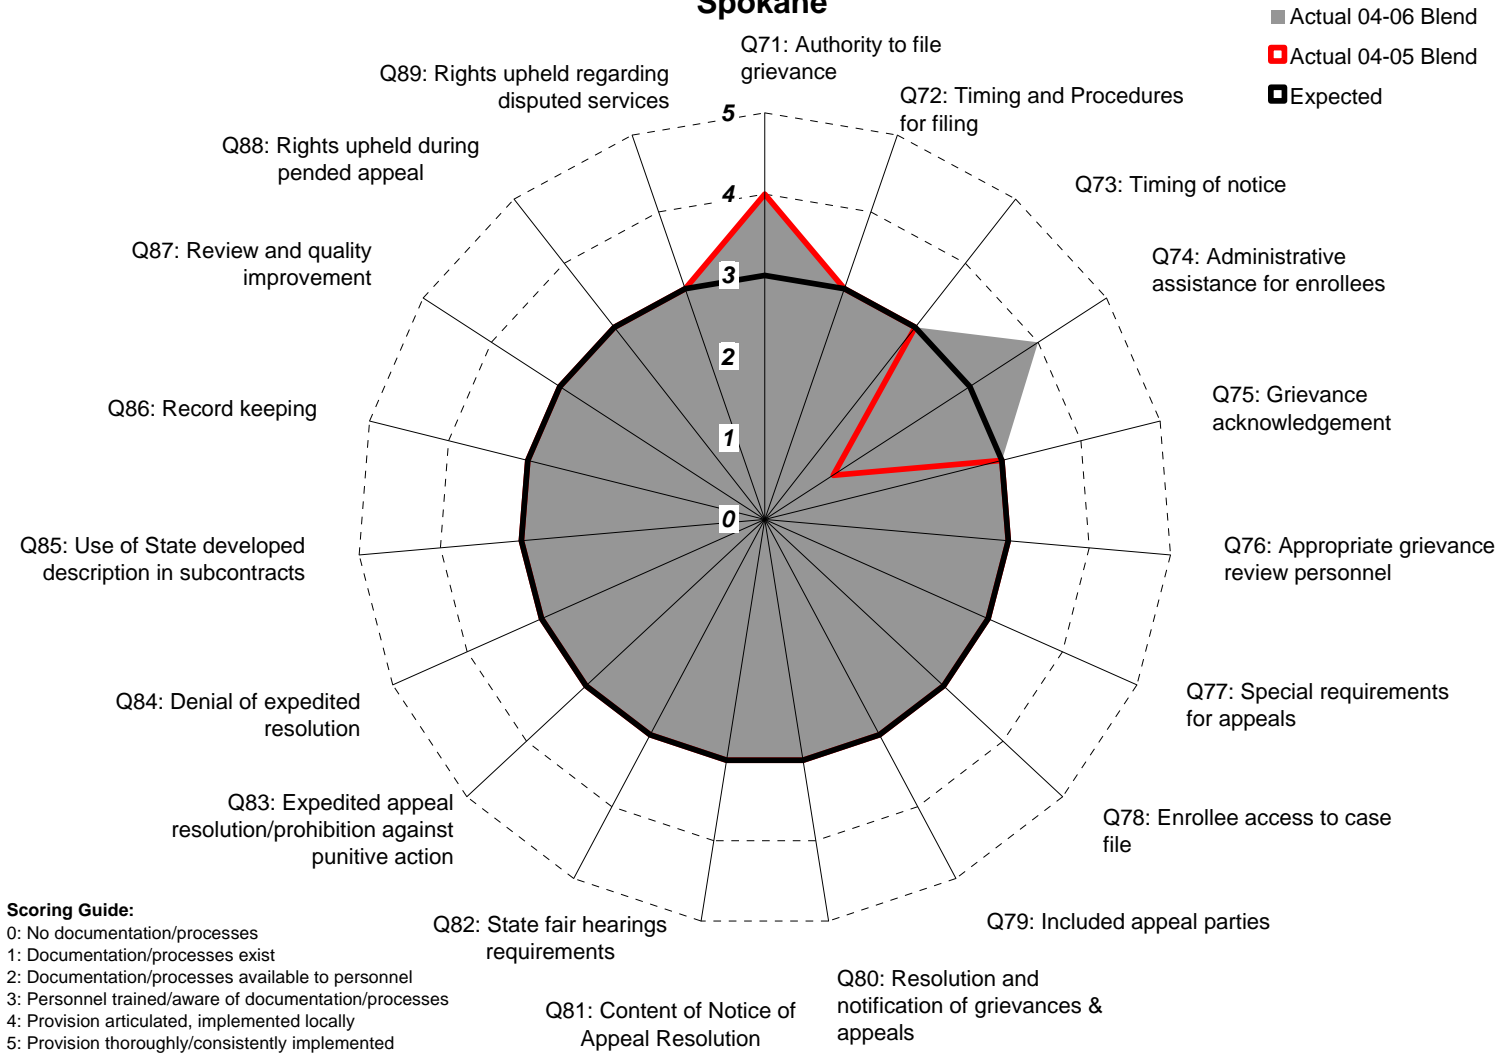 Spokane
Actual 04-06 Blend
Actual 04-05 Blend
Expected
Q71: Authority to file
grievance
Q72: Timing and Procedures
for filing
Q73: Timing of notice
Q74: Administrative
assistance for enrollees
Q75: Grievance
acknowledgement
Q76: Appropriate grievance
review personnel
Q77: Special requirements
for appeals
Q78: Enrollee access to case
file
Q79: Included appeal parties
Q80: Resolution and
notification of grievances &
appeals
Q81: Content of Notice of
Appeal Resolution
Q82: State fair hearings
requirements
Q83: Expedited appeal
resolution/prohibition against
punitive action
Q84: Denial of expedited
resolution
Q85: Use of State developed
description in subcontracts
Q86: Record keeping
Q87: Review and quality
improvement
Q88: Rights upheld during
pended appeal
Q89: Rights upheld regarding
disputed services
5
4
3
2
1
0
Scoring Guide:
0: No documentation/processes
1: Documentation/processes exist
2: Documentation/processes available to personnel
3: Personnel trained/aware of documentation/processes
4: Provision articulated, implemented locally
5: Provision thoroughly/consistently implemented